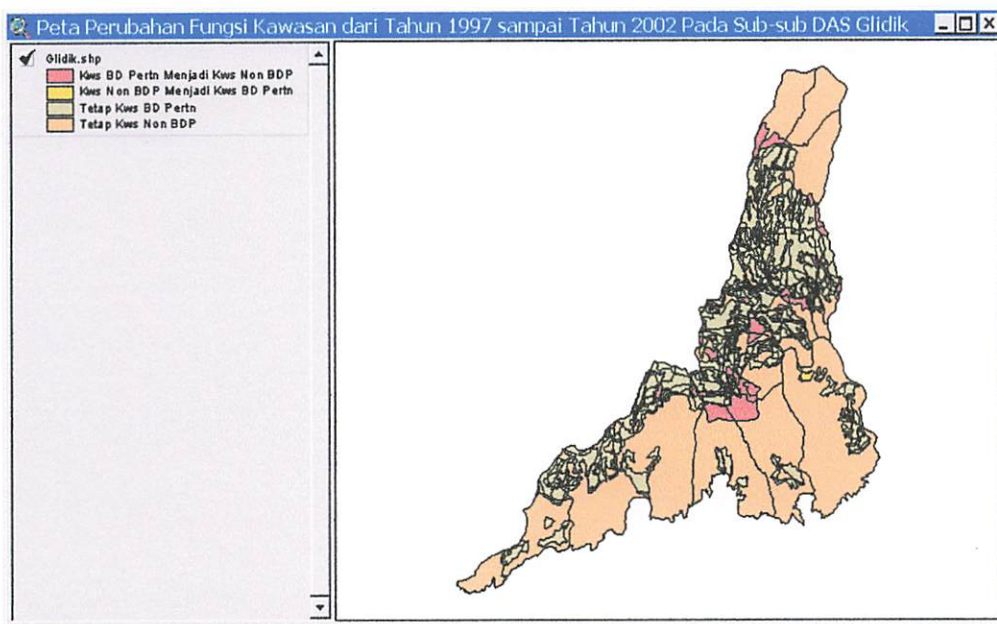 Peta Perubahan Fungsi Kawasan dari Tahun 1997 sampai Tahun 2002 Pada Sub-sub DAS Glidik
Glidik.shp
Kws BD Pertn Menjadi Kws Non BDP
Kws Non BDP Menjadi Kws BD Pertn
Tetap Kws BD Pertn
Tetap Kws Non BDP